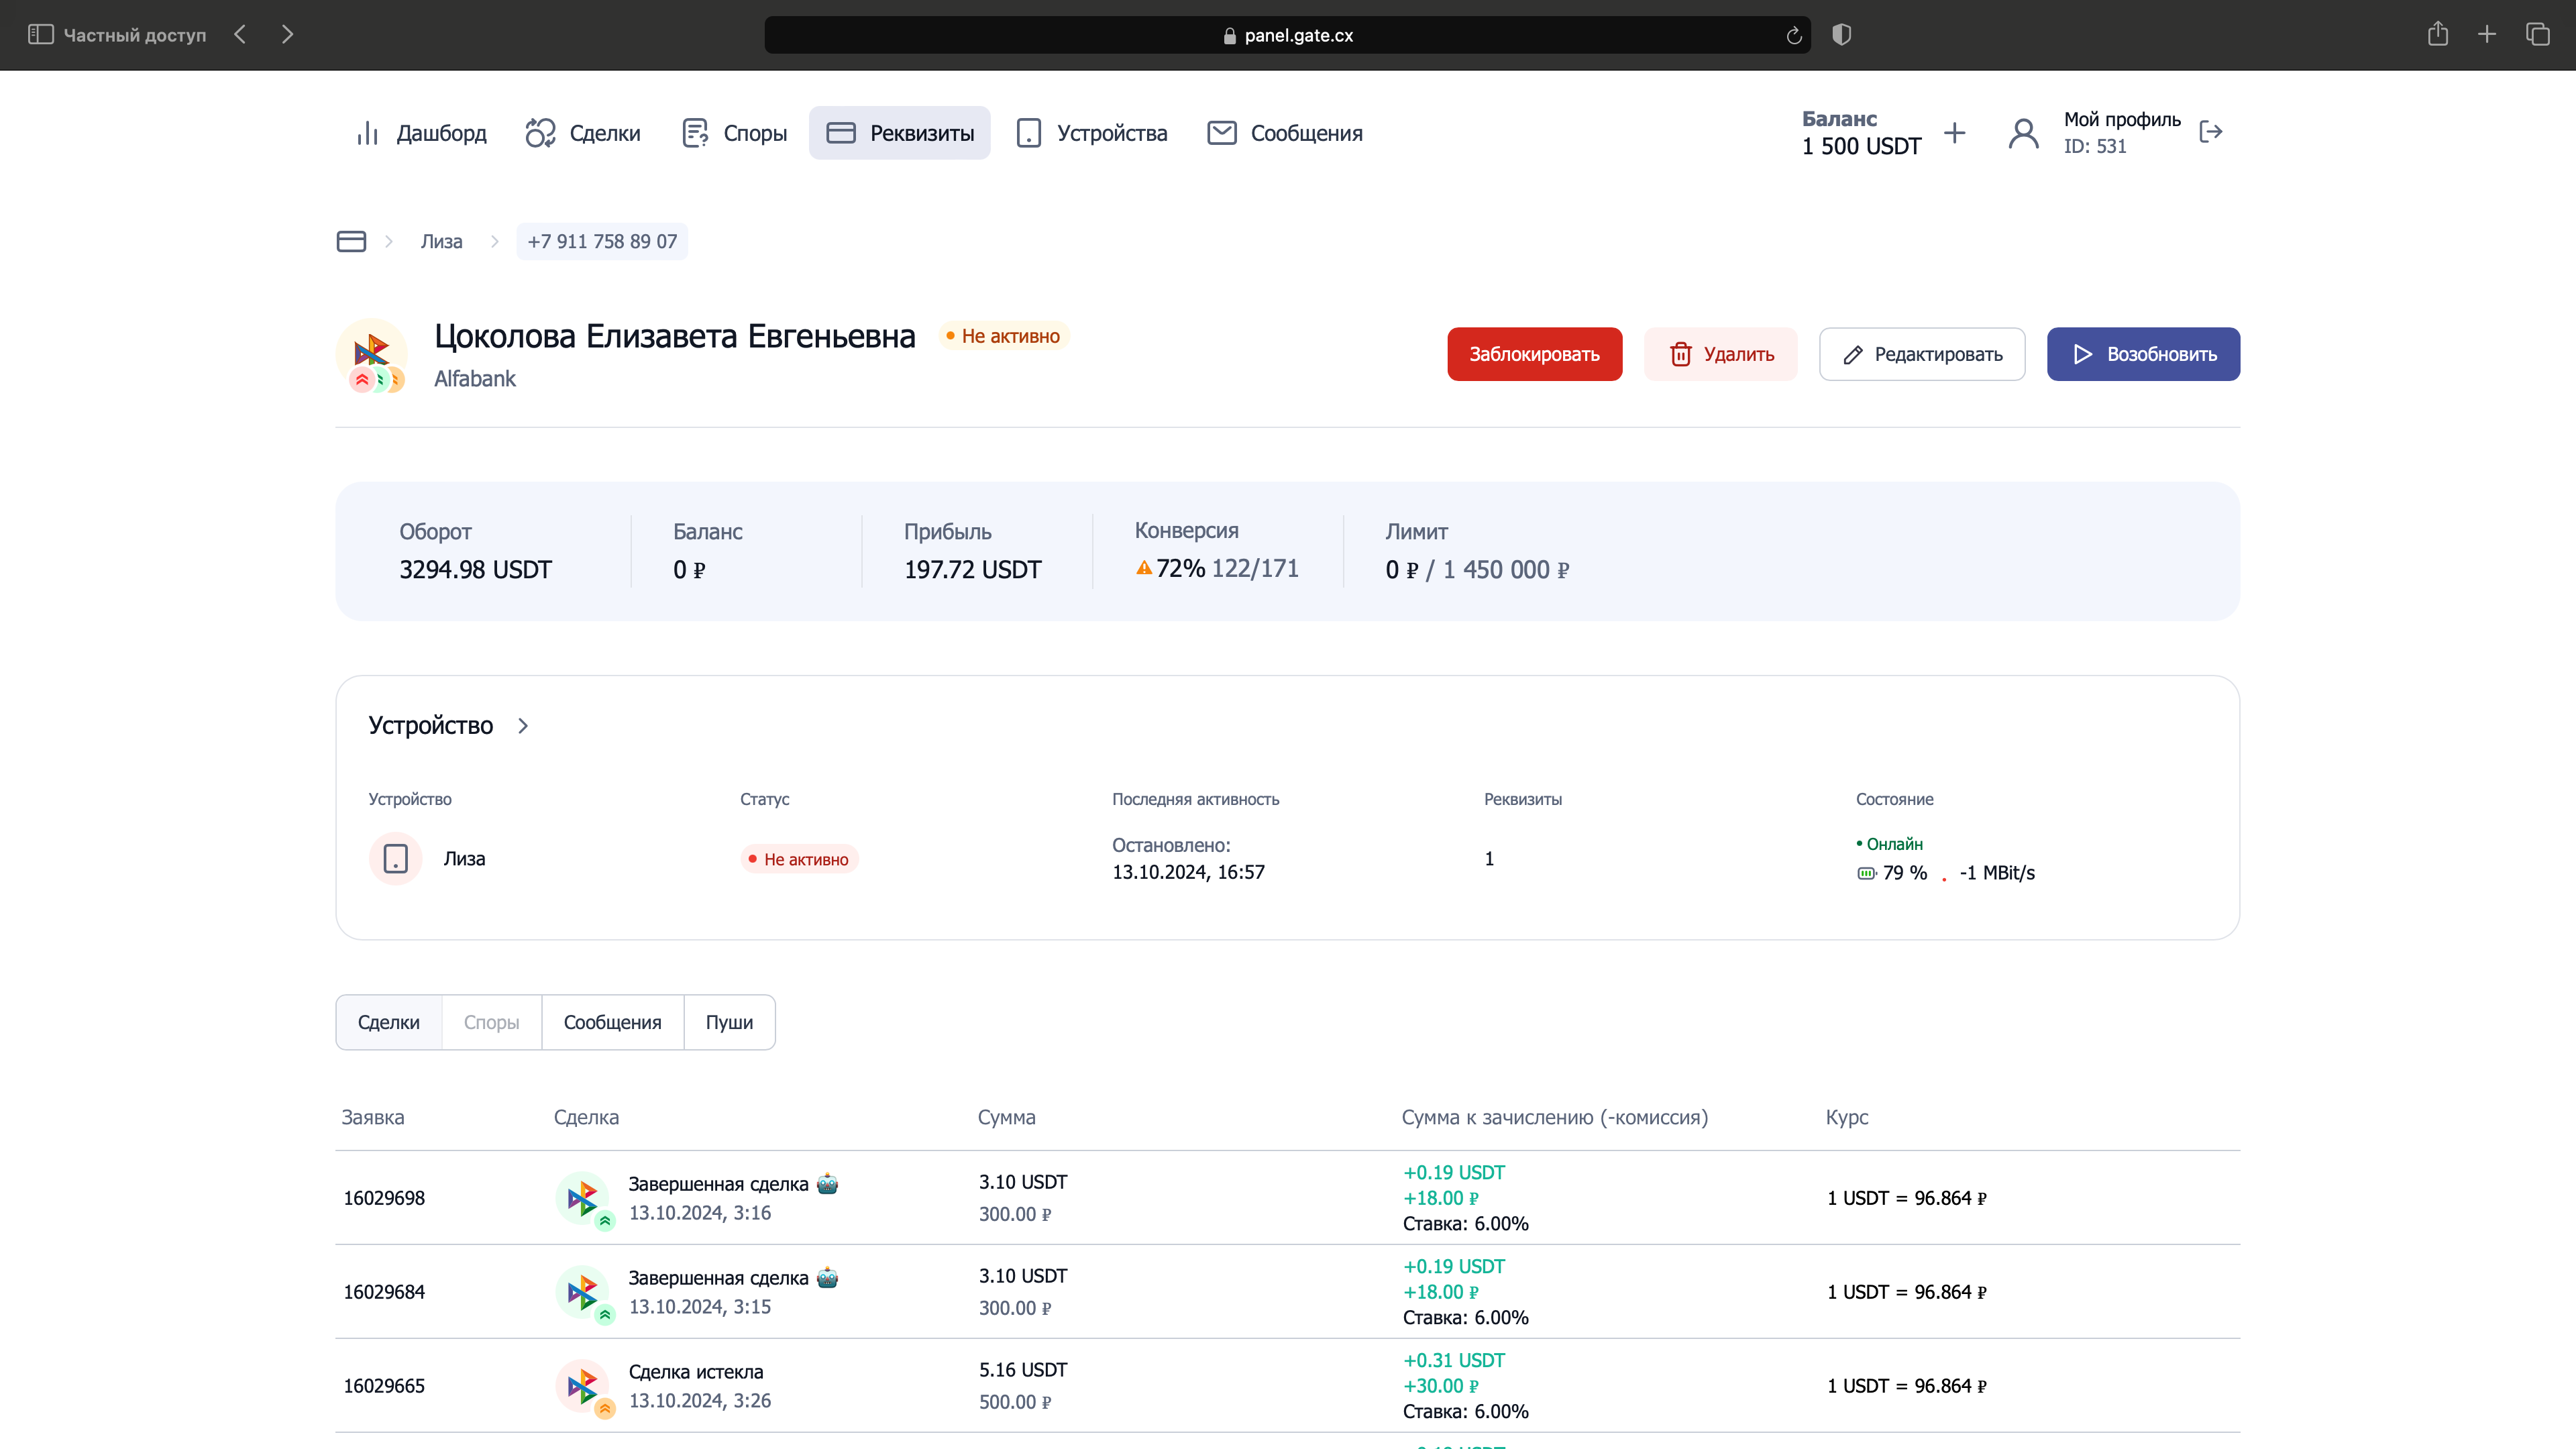 Частный доступ
panel.gate.cx
Дашборд
Сделки
Споры
Реквизиты
Устройства
Сообщения
Баланс
1 500 USDT
Мой профиль
ID: 531
Лиза
+7 911 758 89 07
Цоколова Елизавета Евгеньевна
Не активно
Alfabank
Заблокировать
Удалить
Редактировать
Возобновить
Оборот
3294.98 USDT
Баланс
0 ₽
Прибыль
197.72 USDT
Конверсия
72% 122/171
Лимит
0 ₽ / 1 450 000 ₽
Устройство
Устройство
Статус
Последняя активность
Реквизиты
Состояние
Лиза
Не активно
Остановлено:
13.10.2024, 16:57
1
Онлайн
79 % -1 MBit/s
Сделки
Споры
Сообщения
Пуши
Заявка
Сделка
Сумма
Сумма к зачислению (-комиссия)
Курс
16029698
Завершенная сделка
13.10.2024, 3:16
3.10 USDT
300.00 ₽
+0.19 USDT
+18.00 ₽
Ставка: 6.00%
1 USDT = 96.864 ₽
16029684
Завершенная сделка
13.10.2024, 3:15
3.10 USDT
300.00 ₽
+0.19 USDT
+18.00 ₽
Ставка: 6.00%
1 USDT = 96.864 ₽
16029665
Сделка истекла
13.10.2024, 3:26
5.16 USDT
500.00 ₽
+0.31 USDT
+30.00 ₽
Ставка: 6.00%
1 USDT = 96.864 ₽